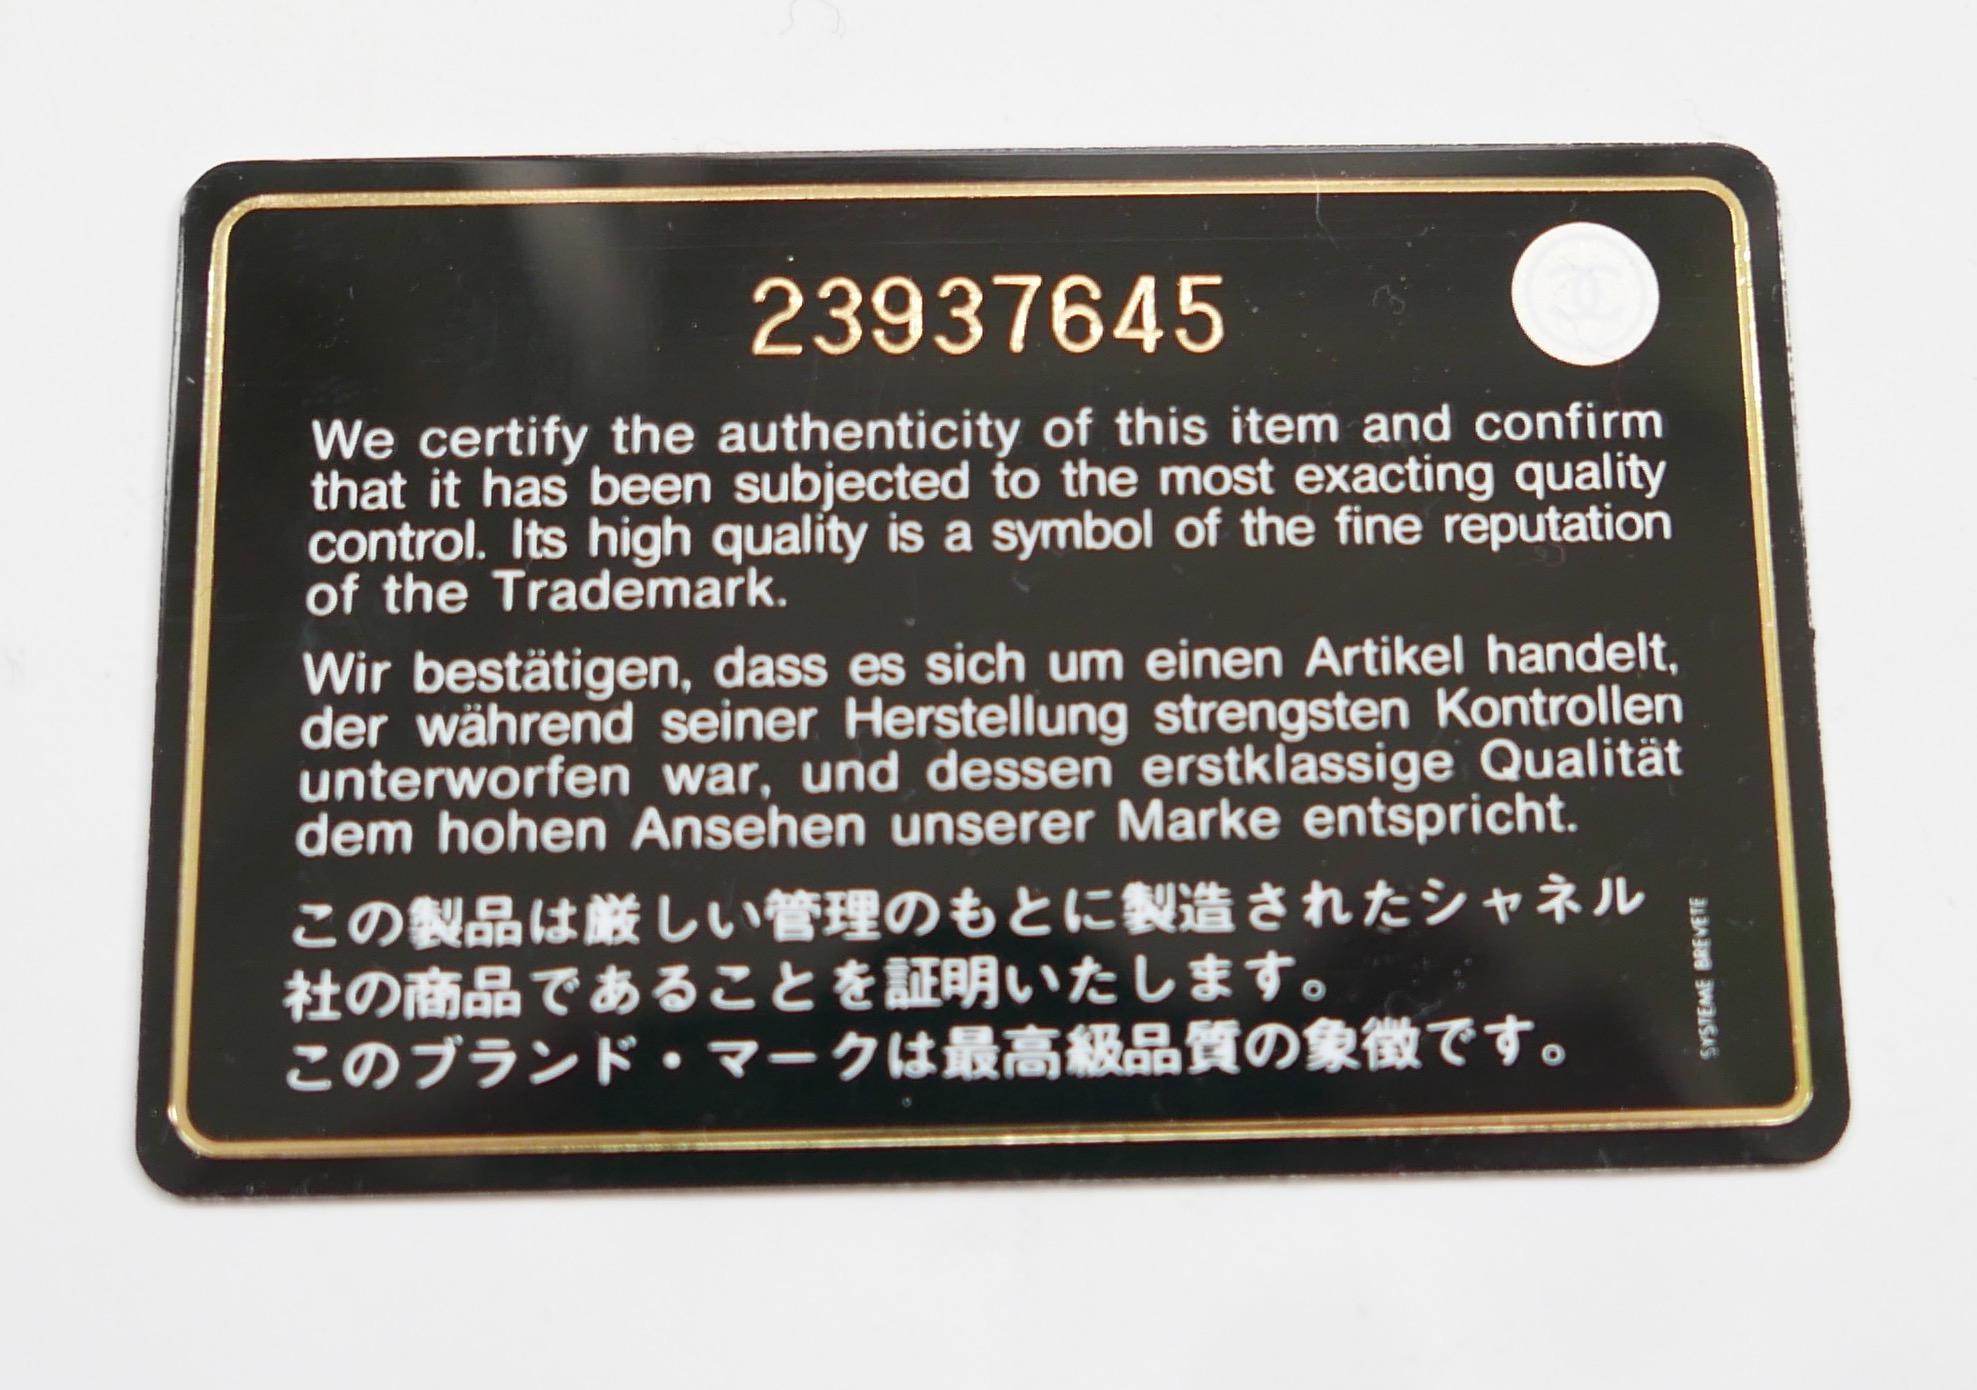 23937645
We certify the authenticity of this item and confirm
that it has been subjected to the most exacting quality
control. Its high quality is a symbol of the fine reputation
of the Trademark.
Wir bestätigen, dass es sich um einen Artikel handelt,
der während seiner Herstellung strengsten Kontrollen
unterworfen war, und dessen erstklassige Qualität
dem hohen Ansehen unserer Marke entspricht.
この製品は厳しい管理のもとに製造されたシャネル
社の商品であることを証明いたします。
このブランド・マークは最高級品質の象徴です。
SYSTEME BREVETE